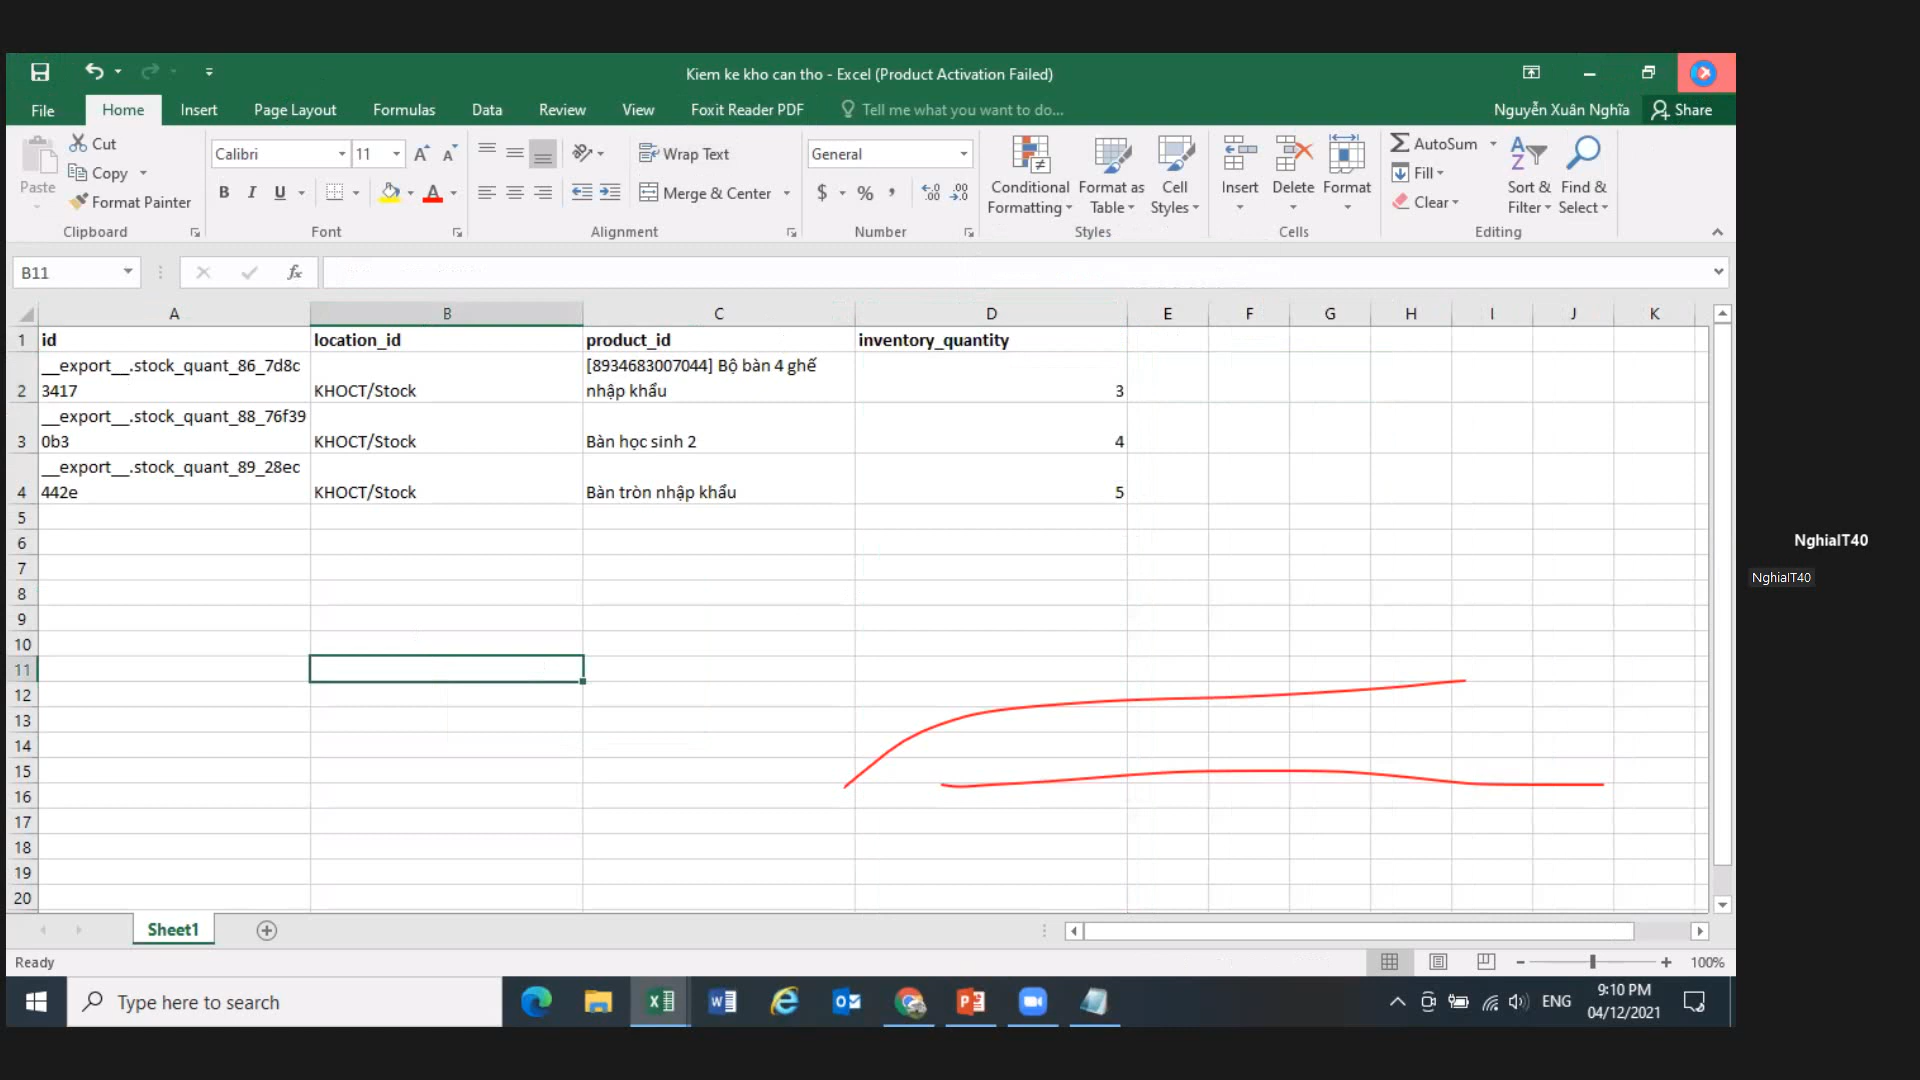 Kiem ke kho can tho - Excel (Product Activation Failed)
File Home Insert Page Layout Formulas Data Review View Foxit Reader PDF Tell me what you want to do... Nguyễn Xuân Nghĩa Share
Paste Cut Copy Format Painter Clipboard
Calibri 11 B I U A Font
Wrap Text Merge & Center Alignment
General $ % , Number
Conditional Formatting Format as Table Cell Styles Styles
Insert Delete Format Cells
AutoSum Fill Clear Sort & Filter Find & Select Editing
B11 fx
A B C D E F G H I J K
1 id location_id product_id inventory_quantity
__export__.stock_quant_86_7d8c [8934683007044] Bộ bàn 4 ghế
2 3417 KHOCT/Stock nhập khẩu 3
__export__.stock_quant_88_76f39
3 0b3 KHOCT/Stock Bàn học sinh 2 4
__export__.stock_quant_89_28ec
4 442e KHOCT/Stock Bàn tròn nhập khẩu 5
5
6
7
8
9
10
11
12
13
14
15
16
17
18
19
20
NghiaIT40
NghiaIT40
Sheet1
Ready 100%
Type here to search ENG 9:10 PM
04/12/2021